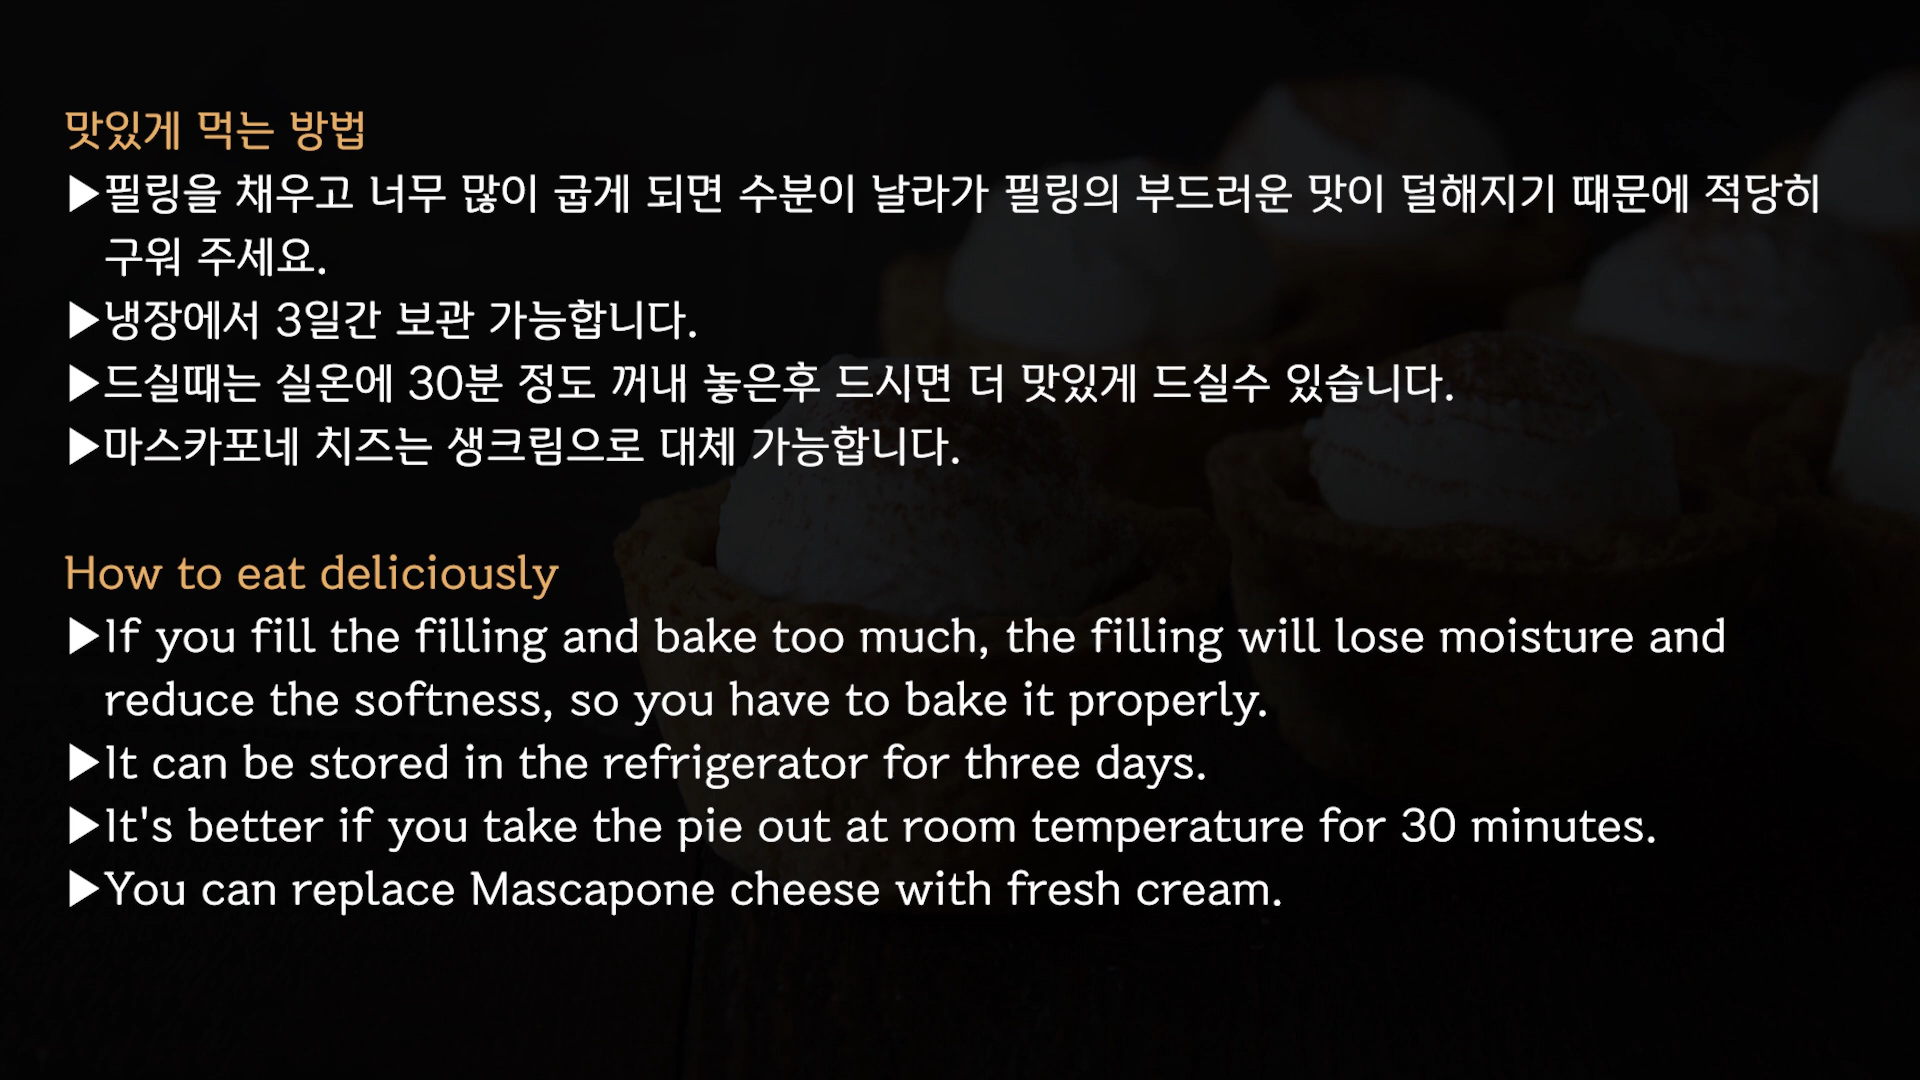 맛있게 먹는 방법
▶필링을 채우고 너무 많이 굽게 되면 수분이 날라가 필링의 부드러운 맛이 덜해지기 때문에 적당히
구워 주세요.
▶냉장에서 3일간 보관 가능합니다.
▶드실때는 실온에 30분 정도 꺼내 놓은후 드시면 더 맛있게 드실수 있습니다.
▶마스카포네 치즈는 생크림으로 대체 가능합니다.
How to eat deliciously
▶If you fill the filling and bake too much, the filling will lose moisture and
reduce the softness, so you have to bake it properly.
▶It can be stored in the refrigerator for three days.
▶It's better if you take the pie out at room temperature for 30 minutes.
▶You can replace Mascapone cheese with fresh cream.